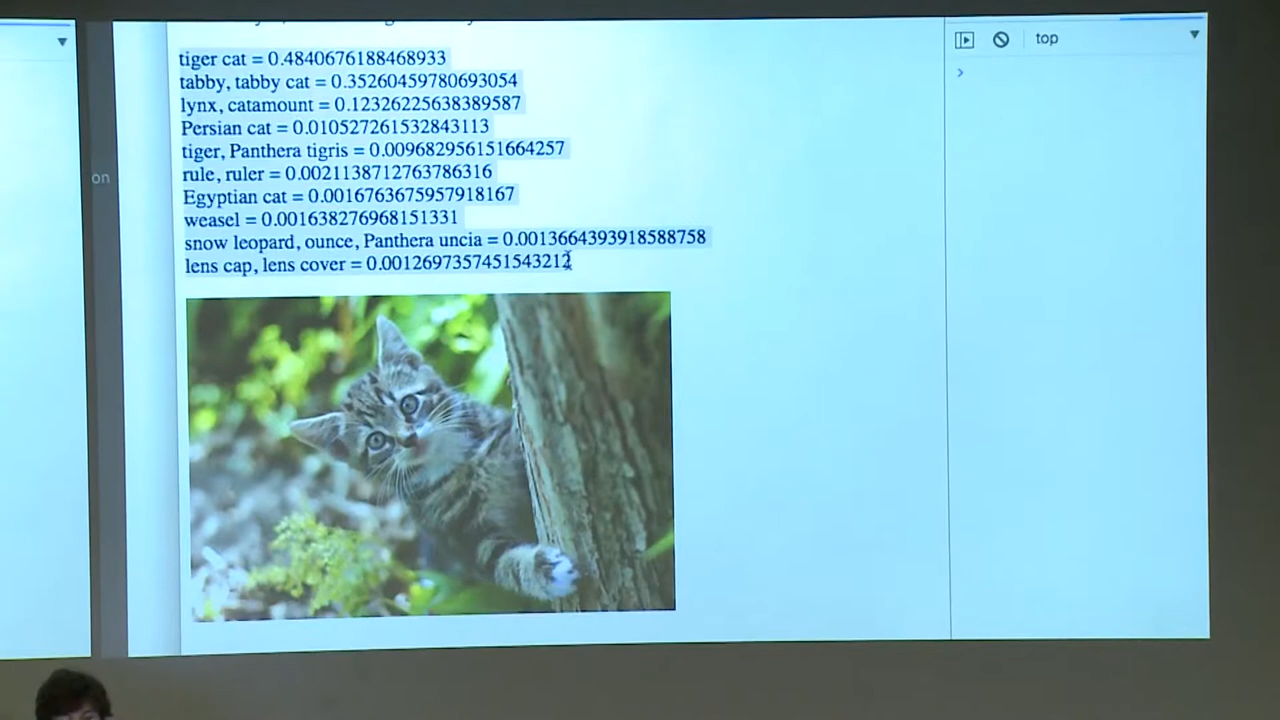 tiger cat = 0.4840676188468933
tabby, tabby cat = 0.35260459780693054
lynx, catamount = 0.12326225638389587
Persian cat = 0.010527261532843113
tiger, Panthera tigris = 0.009682956151664257
rule, ruler = 0.0021138712763786316
Egyptian cat = 0.0016763675957918167
weasel = 0.001638276968151331
snow leopard, ounce, Panthera uncia = 0.0013664393918588758
lens cap, lens cover = 0.0012697357451543212
on
top